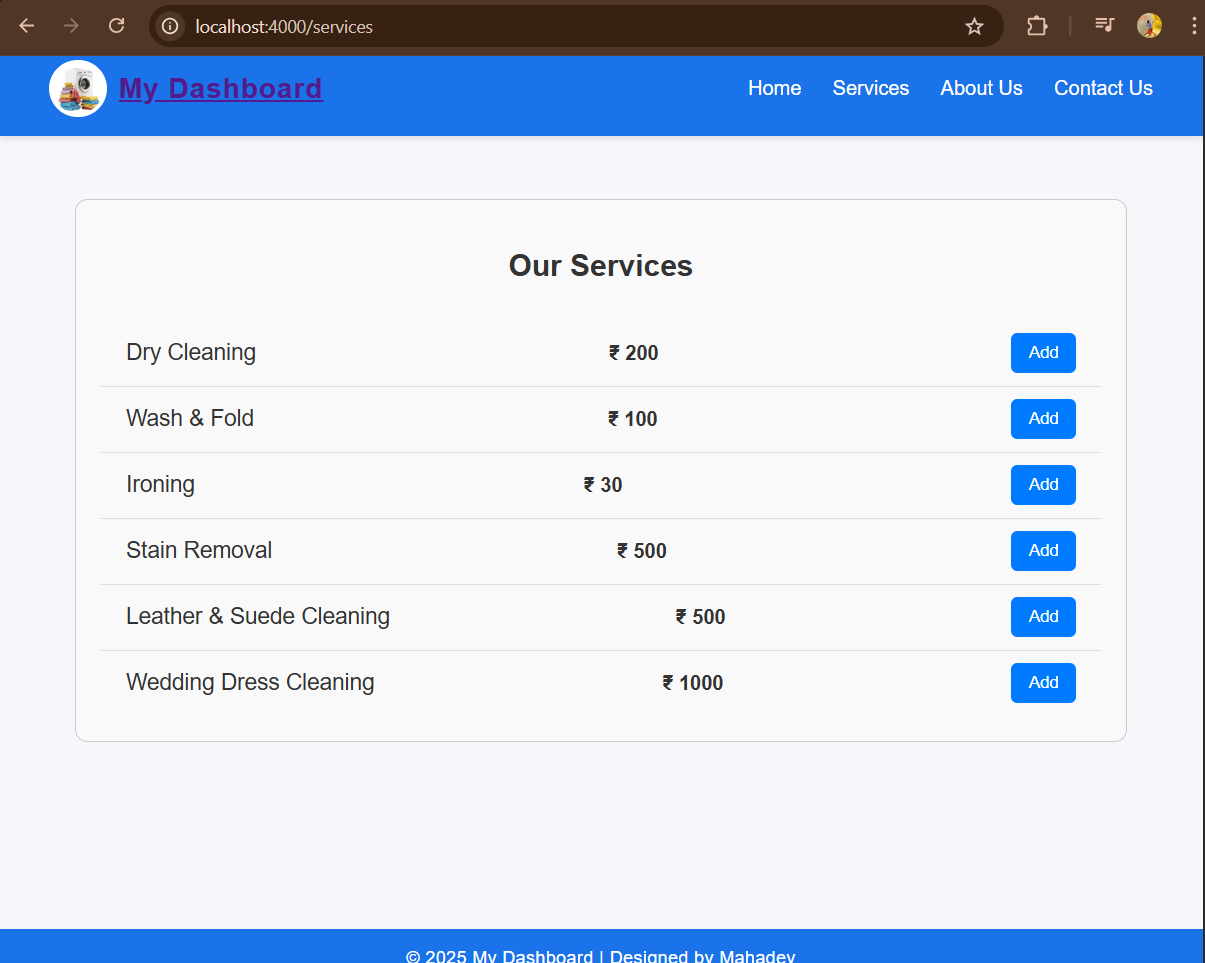 localhost:4000/services
My Dashboard Home Services About Us Contact Us
Our Services
Dry Cleaning ₹ 200 Add
Wash & Fold ₹ 100 Add
Ironing ₹ 30 Add
Stain Removal ₹ 500 Add
Leather & Suede Cleaning ₹ 500 Add
Wedding Dress Cleaning ₹ 1000 Add
© 2025 My Dashboard | Designed by Mahadev